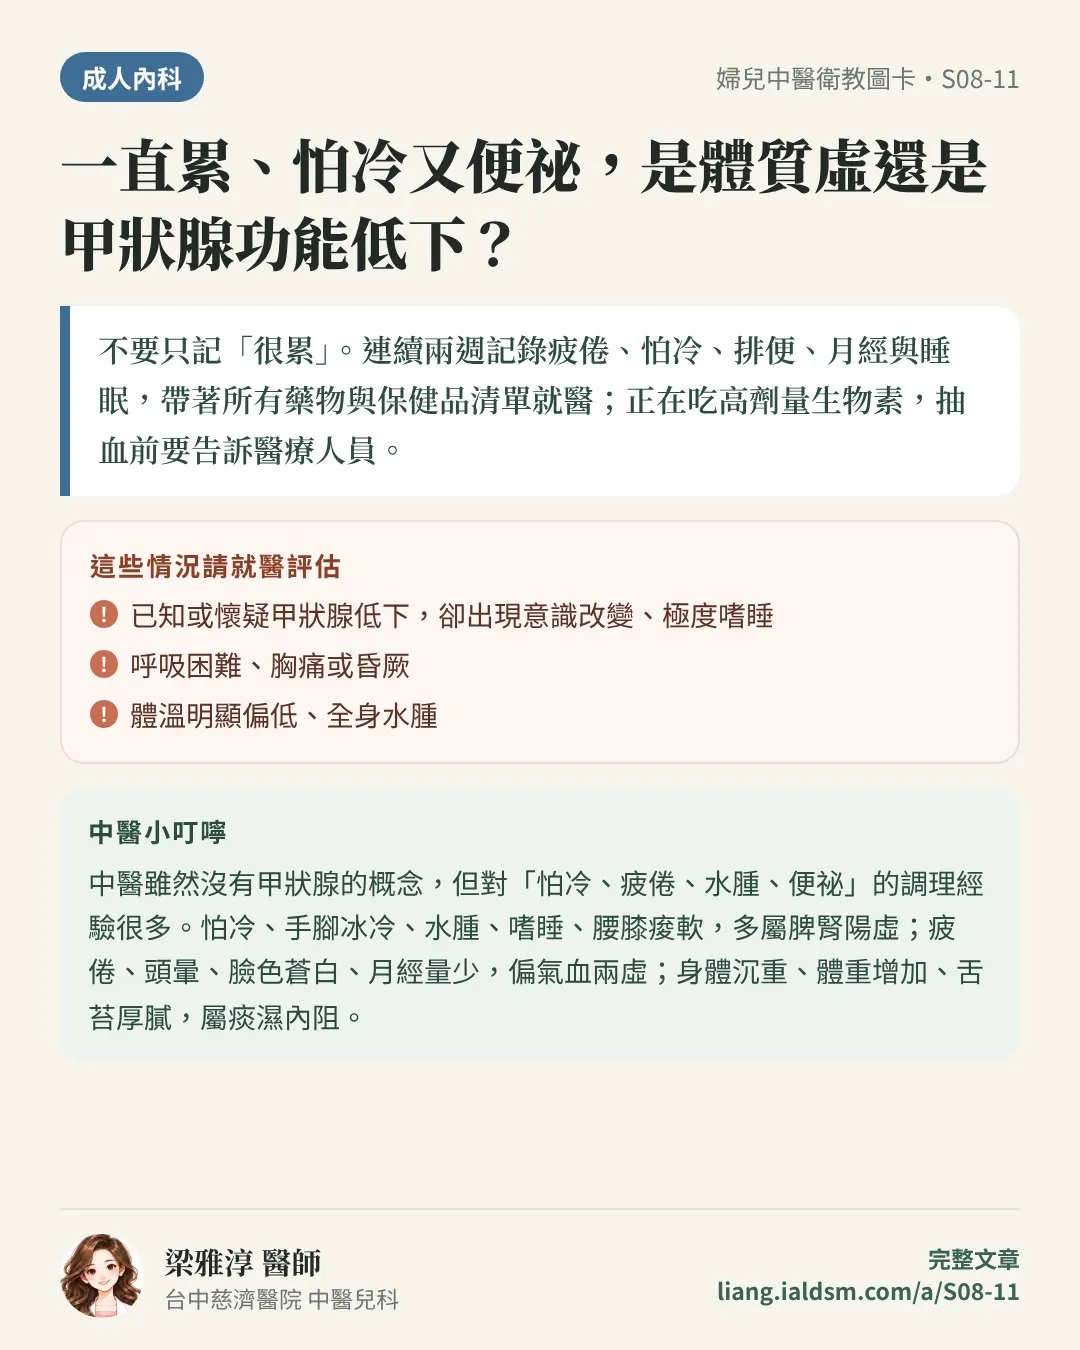 成人內科
婦兒中醫衛教圖卡・S08-11
一直累、怕冷又便祕，是體質虛還是
甲狀腺功能低下？
不要只記「很累」。連續兩週記錄疲倦、怕冷、排便、月經與睡
眠，帶著所有藥物與保健品清單就醫；正在吃高劑量生物素，抽
血前要告訴醫療人員。
這些情況請就醫評估
! 已知或懷疑甲狀腺低下，卻出現意識改變、極度嗜睡
! 呼吸困難、胸痛或昏厥
! 體溫明顯偏低、全身水腫
中醫小叮嚀
中醫雖然沒有甲狀腺的概念，但對「怕冷、疲倦、水腫、便祕」的調理經
驗很多。怕冷、手腳冰冷、水腫、嗜睡、腰膝痠軟，多屬脾腎陽虛；疲
倦、頭暈、臉色蒼白、月經量少，偏氣血兩虛；身體沉重、體重增加、舌
苔厚膩，屬痰濕內阻。
梁雅淳 醫師
台中慈濟醫院 中醫兒科
完整文章
liang.ialdsm.com/a/S08-11